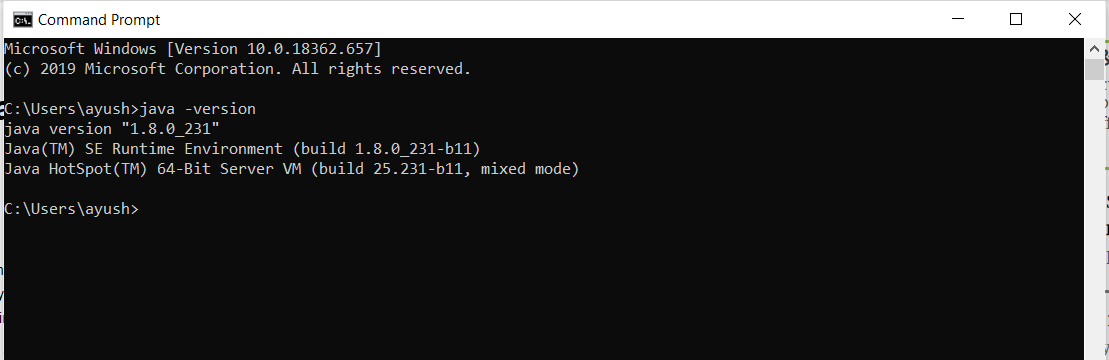 Command Prompt
Microsoft Windows [Version 10.0.18362.657]
(c) 2019 Microsoft Corporation. All rights reserved.
C:\Users\ayush>java -version
java version "1.8.0_231"
Java(TM) SE Runtime Environment (build 1.8.0_231-b11)
Java HotSpot(TM) 64-Bit Server VM (build 25.231-b11, mixed mode)
C:\Users\ayush>